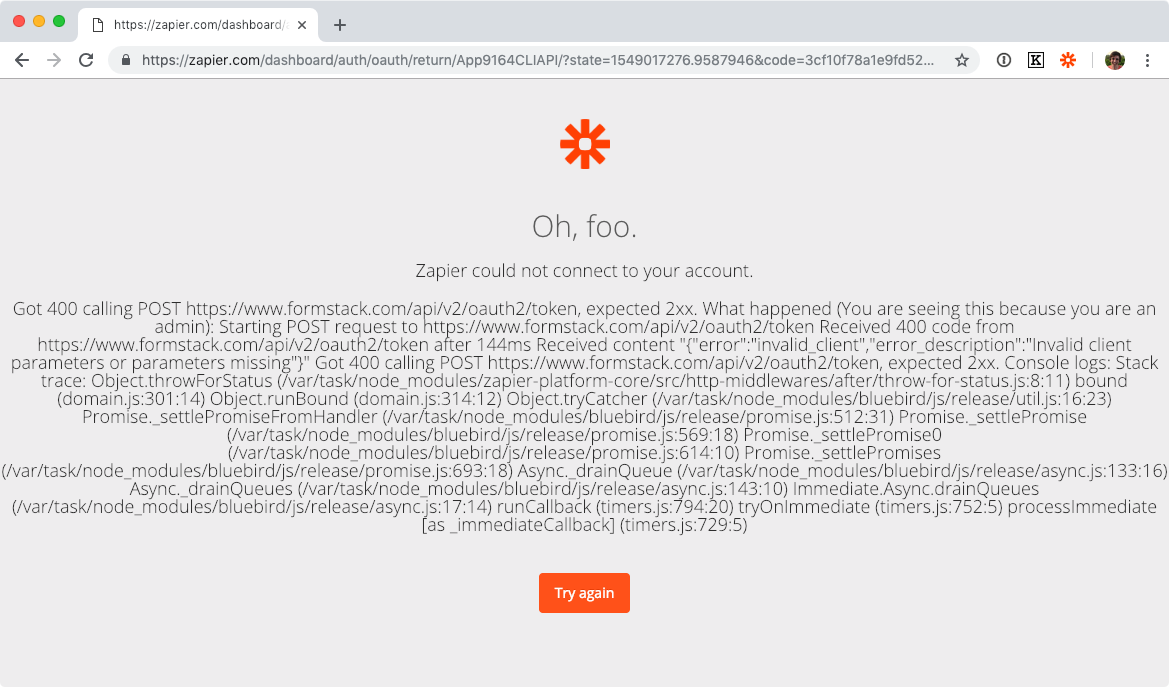 https://zapier.com/dashboard/
https://zapier.com/dashboard/auth/oauth/return/App9164CLIAPI/?state=1549017276.9587946&code=3cf10f78a1e9fd52...
K
Oh, foo.
Zapier could not connect to your account.
Got 400 calling POST https://www.formstack.com/api/v2/oauth2/token, expected 2xx. What happened (You are seeing this because you are an
admin): Starting POST request to https://www.formstack.com/api/v2/oauth2/token Received 400 code from
https://www.formstack.com/api/v2/oauth2/token after 144ms Received content "{"error":"invalid_client","error_description":"Invalid client
parameters or parameters missing"}" Got 400 calling POST https://www.formstack.com/api/v2/oauth2/token, expected 2xx. Console logs: Stack
trace: Object.throwForStatus (/var/task/node_modules/zapier-platform-core/src/http-middlewares/after/throw-for-status.js:8:11) bound
(domain.js:301:14) Object.runBound (domain.js:314:12) Object.tryCatcher (/var/task/node_modules/bluebird/js/release/util.js:16:23)
Promise._settlePromiseFromHandler (/var/task/node_modules/bluebird/js/release/promise.js:512:31) Promise._settlePromise
(/var/task/node_modules/bluebird/js/release/promise.js:569:18) Promise._settlePromise0
(/var/task/node_modules/bluebird/js/release/promise.js:614:10) Promise._settlePromises
(/var/task/node_modules/bluebird/js/release/promise.js:693:18) Async._drainQueue (/var/task/node_modules/bluebird/js/release/async.js:133:16)
Async._drainQueues (/var/task/node_modules/bluebird/js/release/async.js:143:10) Immediate.Async.drainQueues
(/var/task/node_modules/bluebird/js/release/async.js:17:14) runCallback (timers.js:794:20) tryOnImmediate (timers.js:752:5) processImmediate
[as _immediateCallback] (timers.js:729:5)
Try again